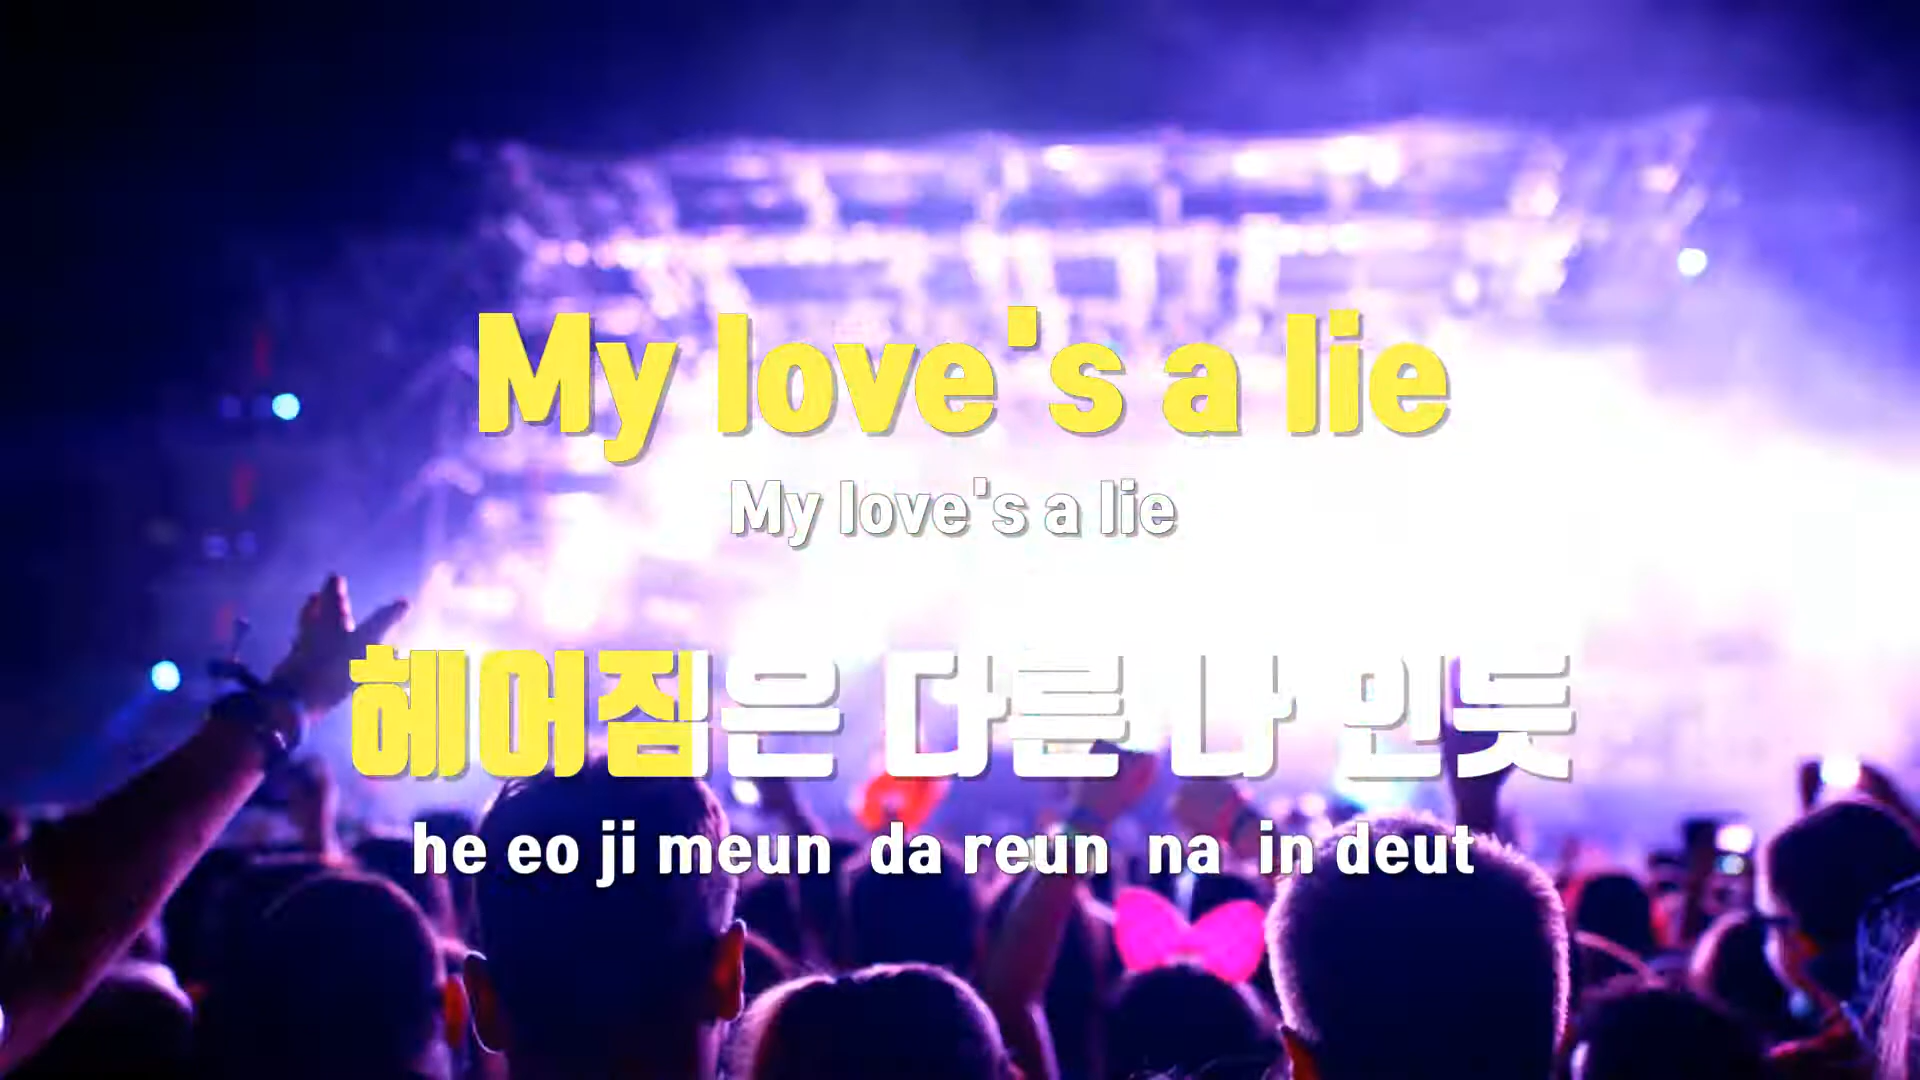 My love's a lie
My love's a lie
헤어짐은 다른 나 인듯
he eo ji meun da reun na in deut